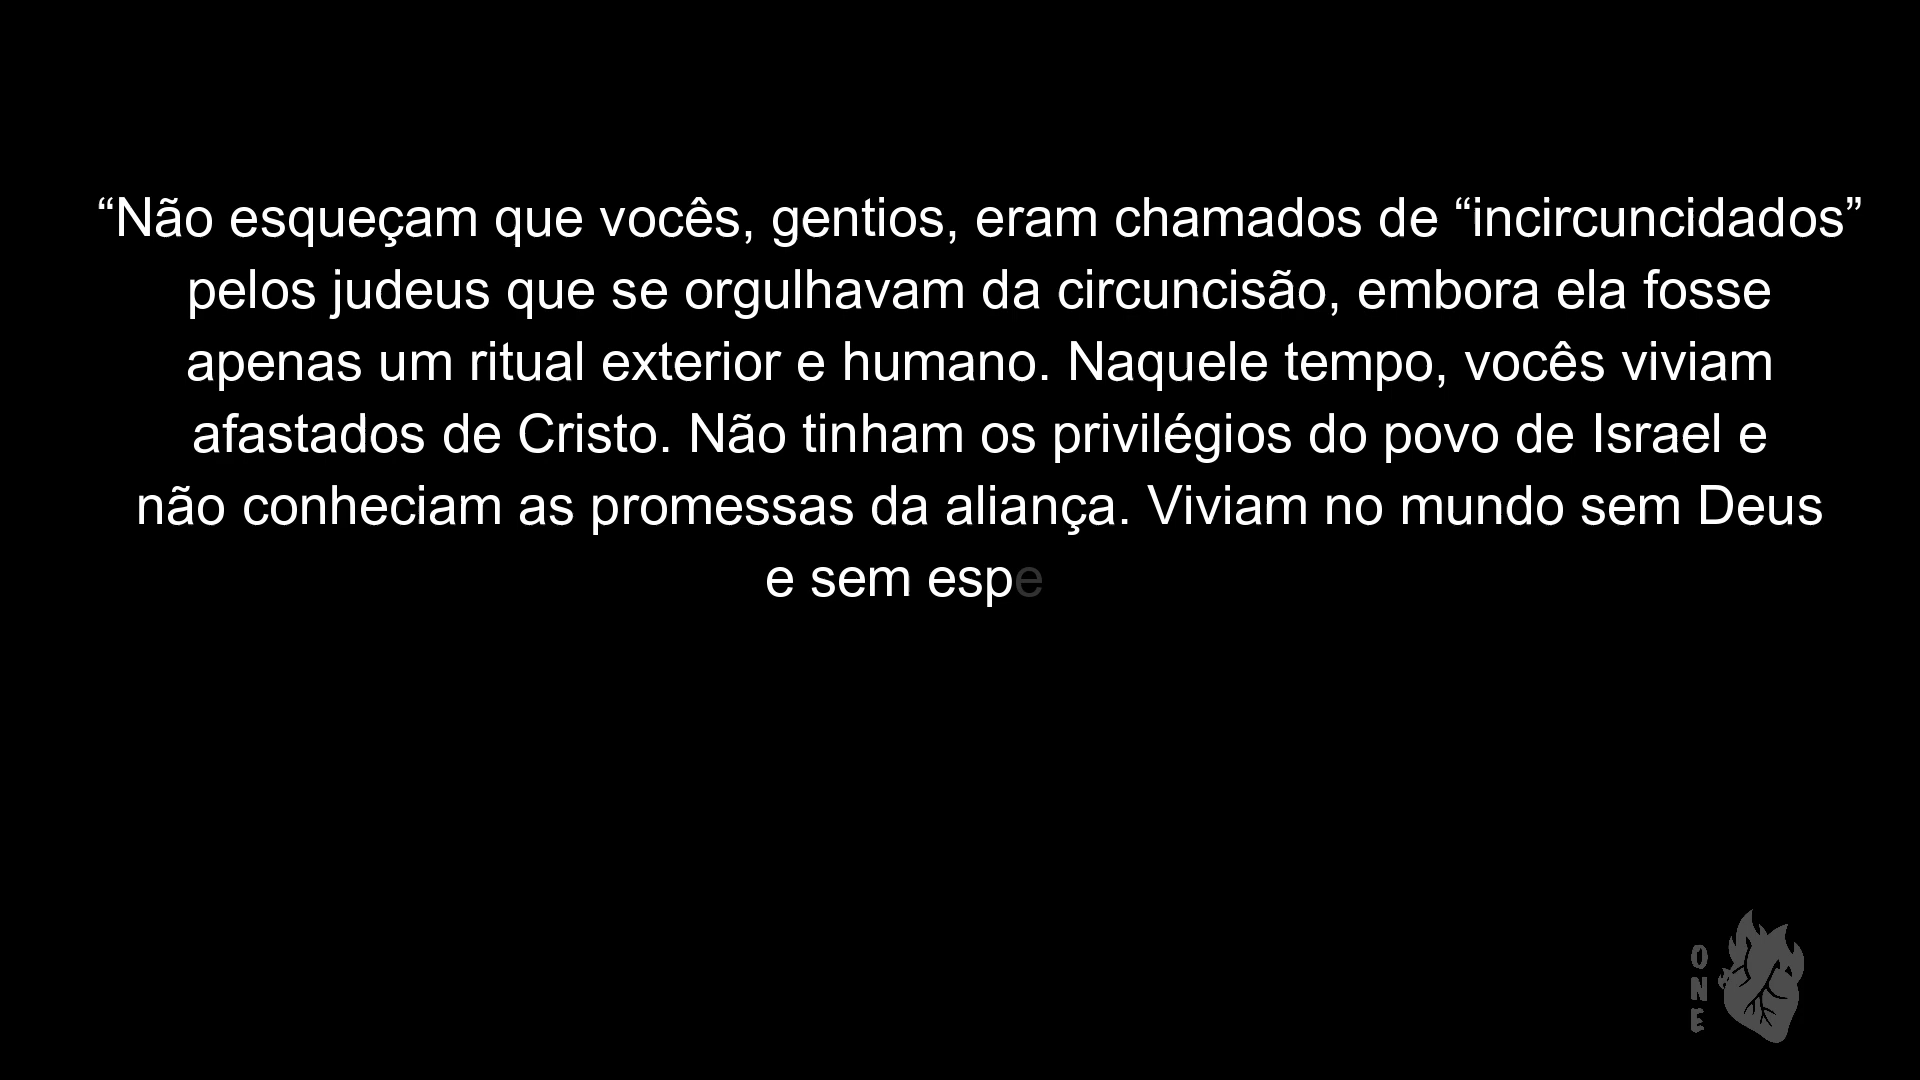 “Não esqueçam que vocês, gentios, eram chamados de “incircuncidados”
pelos judeus que se orgulhavam da circuncisão, embora ela fosse
apenas um ritual exterior e humano. Naquele tempo, vocês viviam
afastados de Cristo. Não tinham os privilégios do povo de Israel e
não conheciam as promessas da aliança. Viviam no mundo sem Deus
e sem espe
ONE